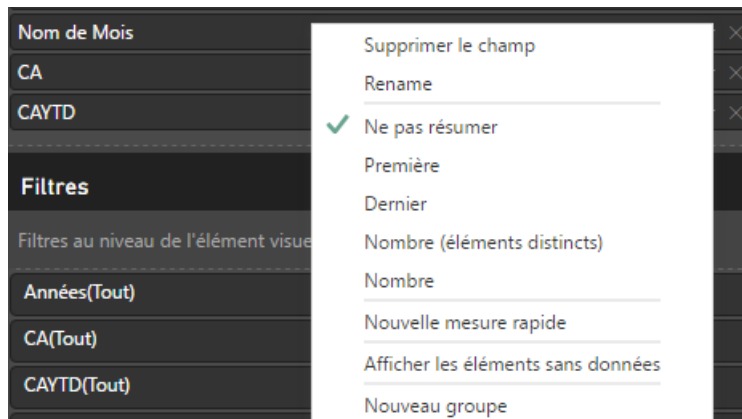 Nom de Mois
CA
CAYTD
Supprimer le champ
Rename
Ne pas résumer
Première
Dernier
Nombre (éléments distincts)
Nombre
Nouvelle mesure rapide
Afficher les éléments sans données
Nouveau groupe
Filtres
Filtres au niveau de l'élément visue
Années(Tout)
CA(Tout)
CAYTD(Tout)